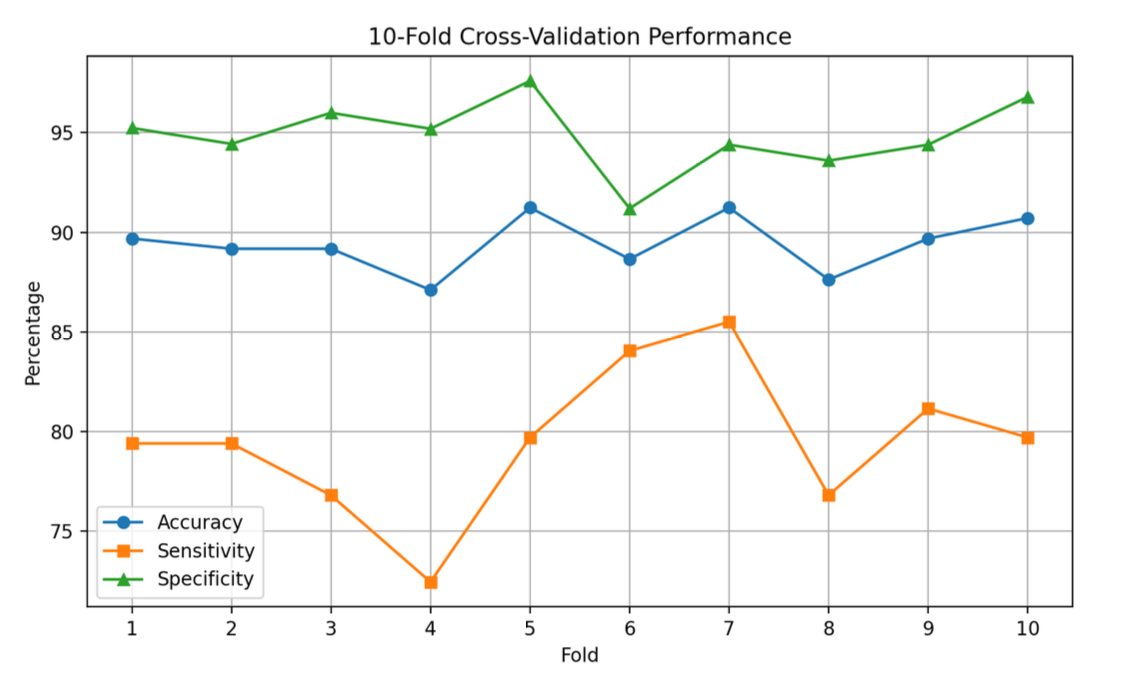 10-Fold Cross-Validation Performance
95
90
85
80
75
Percentage
Accuracy
Sensitivity
Specificity
1 2 3 4 5 6 7 8 9 10
Fold